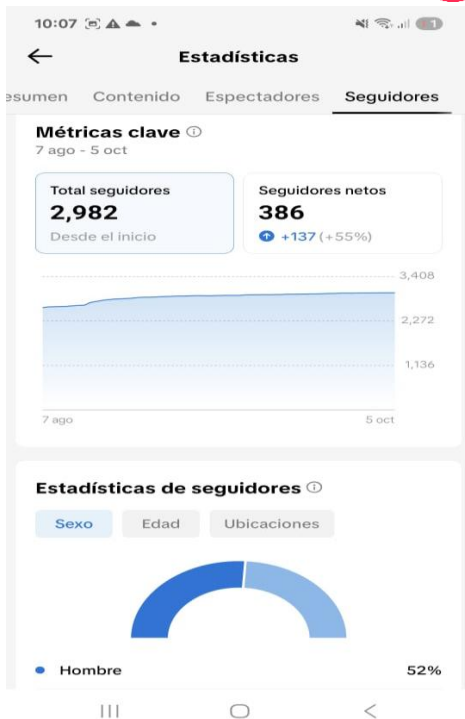 10:07
Estadísticas
esumen Contenido Espectadores Seguidores
Métricas clave
7 ago - 5 oct
Total seguidores Seguidores netos
2,982 386
Desde el inicio +137 (+55%)
3,408
2,272
1,136
7 ago 5 oct
Estadísticas de seguidores
Sexo Edad Ubicaciones
Hombre 52%